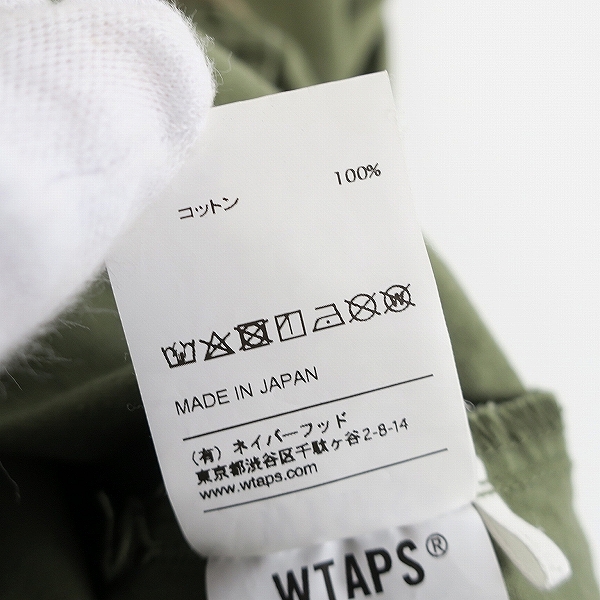 コットン 100%
MADE IN JAPAN
（有）ネイバーフッド
東京都渋谷区千駄ヶ谷2-8-14
www.wtaps.com
WTAPS®